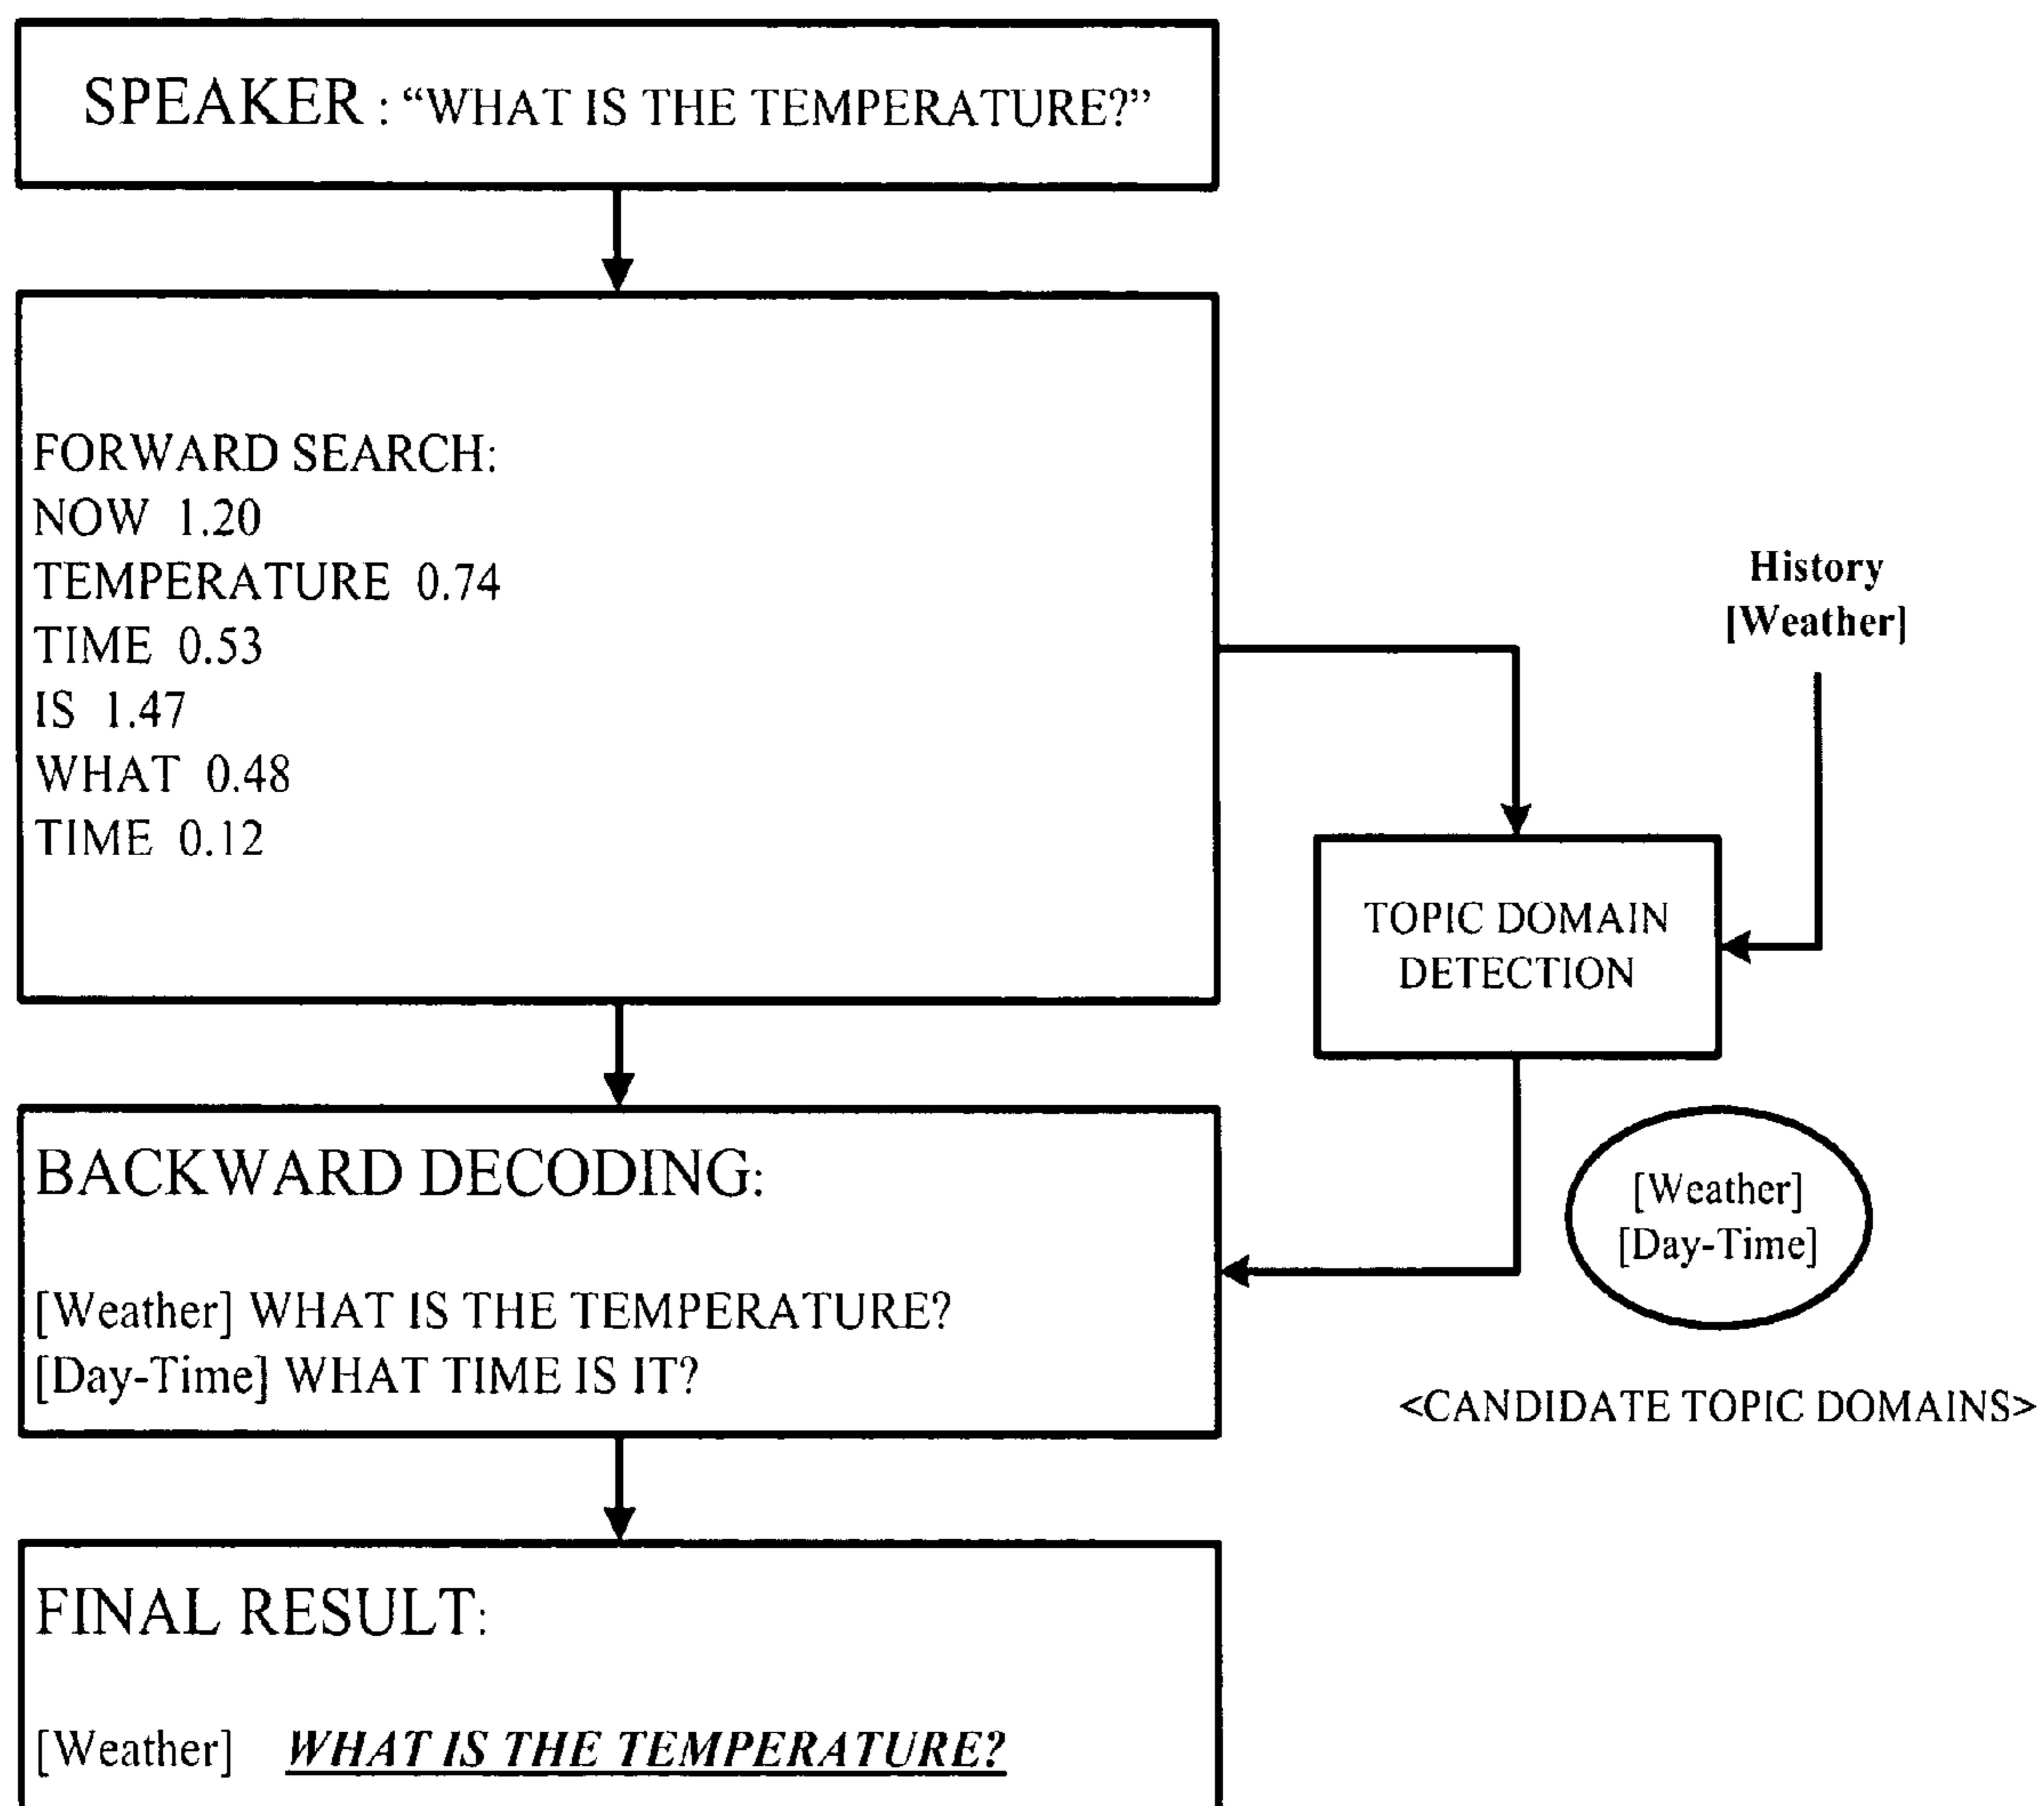 SPEAKER : “WHAT IS THE TEMPERATURE?”
FORWARD SEARCH:
NOW 1.20
TEMPERATURE 0.74
TIME 0.53
IS 1.47
WHAT 0.48
TIME 0.12
History
[Weather]
TOPIC DOMAIN
DETECTION
BACKWARD DECODING:
[Weather] WHAT IS THE TEMPERATURE?
[Day-Time] WHAT TIME IS IT?
[Weather]
[Day-Time]
<CANDIDATE TOPIC DOMAINS>
FINAL RESULT:
[Weather] WHAT IS THE TEMPERATURE?